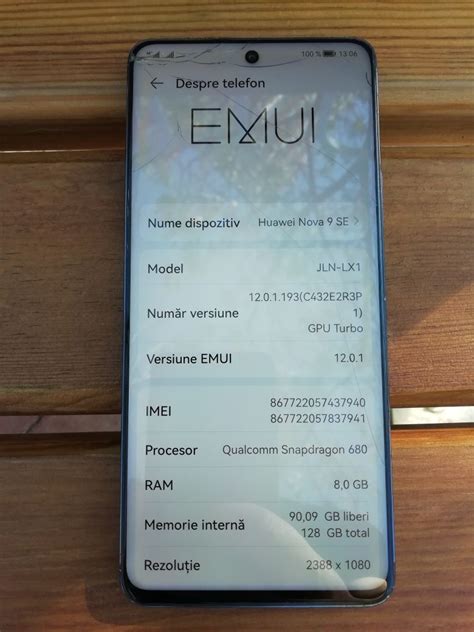 100 % 13:06
← Despre telefon
EMUI
Nume dispozitiv Huawei Nova 9 SE >
Model JLN-LX1
Număr versiune 12.0.1.193(C432E2R3P
1)
GPU Turbo
Versiune EMUI 12.0.1
IMEI 867722057437940
867722057837941
Procesor Qualcomm Snapdragon 680
RAM 8,0 GB
Memorie internă 90,09 GB liberi
128 GB total
Rezoluție 2388 x 1080